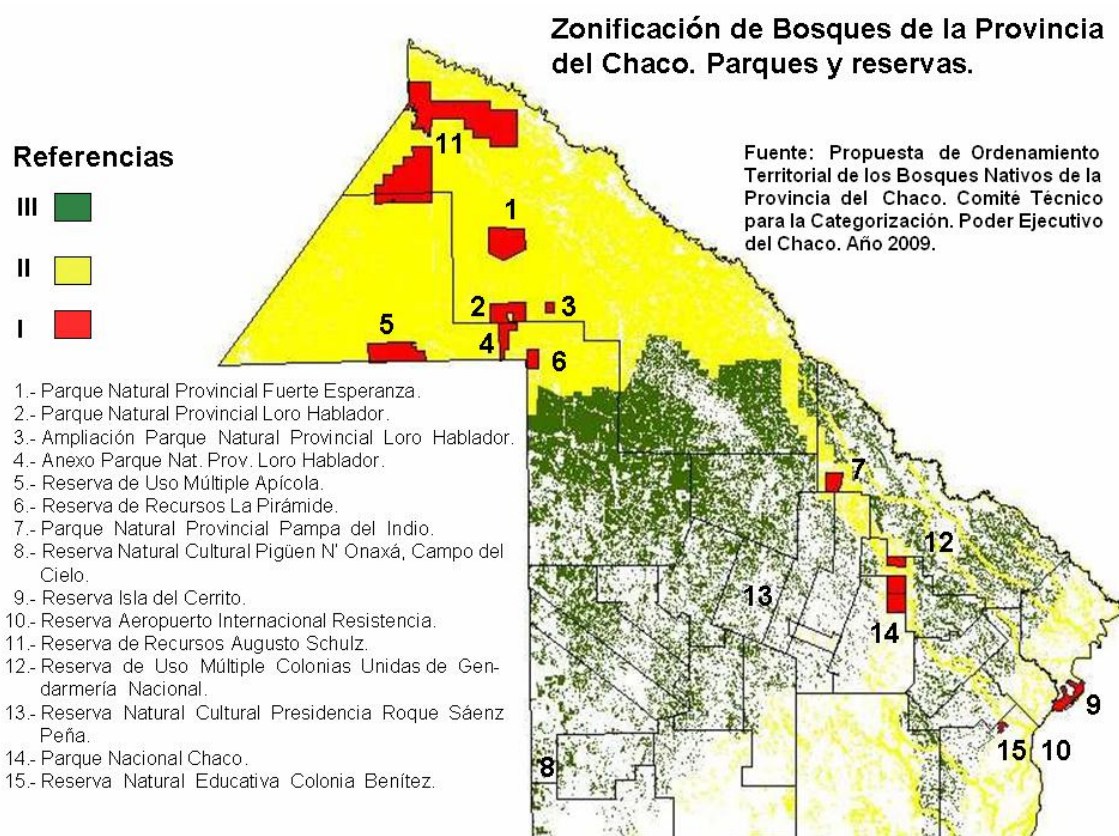 Zonificación de Bosques de la Provincia
del Chaco. Parques y reservas.
Referencias
III
II
I
Fuente: Propuesta de Ordenamiento
Territorial de los Bosques Nativos de la
Provincia del Chaco. Comité Técnico
para la Categorización. Poder Ejecutivo
del Chaco. Año 2009.
11
1
2
3
5
4
6
7
12
13
14
9
15
10
8
1.- Parque Natural Provincial Fuerte Esperanza.
2.- Parque Natural Provincial Loro Hablador.
3.- Ampliación Parque Natural Provincial Loro Hablador.
4.- Anexo Parque Nat. Prov. Loro Hablador.
5.- Reserva de Uso Múltiple Apícola.
6.- Reserva de Recursos La Pirámide.
7.- Parque Natural Provincial Pampa del Indio.
8.- Reserva Natural Cultural Pigüen N' Onaxá, Campo del
Cielo.
9.- Reserva Isla del Cerrito.
10.- Reserva Aeropuerto Internacional Resistencia.
11.- Reserva de Recursos Augusto Schulz.
12.- Reserva de Uso Múltiple Colonias Unidas de Gen-
darmería Nacional.
13.- Reserva Natural Cultural Presidencia Roque Sáenz
Peña.
14.- Parque Nacional Chaco.
15.- Reserva Natural Educativa Colonia Benítez.